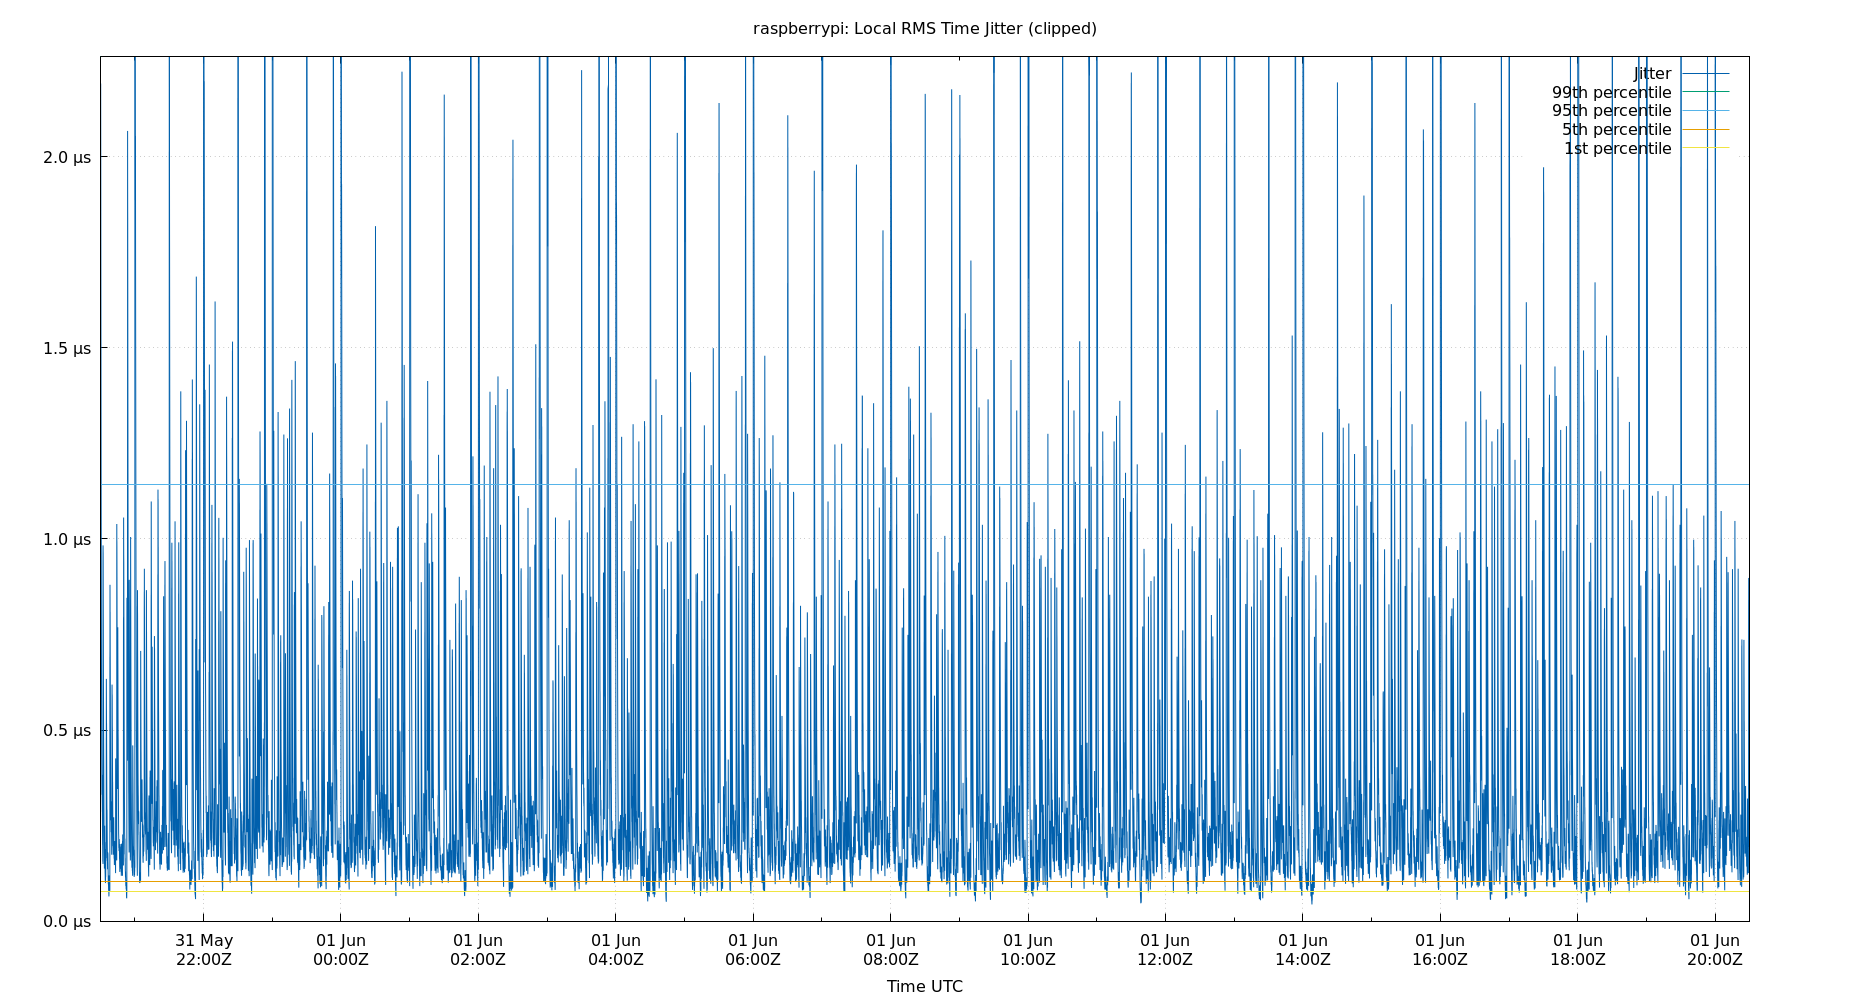 raspberrypi: Local RMS Time Jitter (clipped)
Jitter
99th percentile
95th percentile
5th percentile
1st percentile
2.0 µs
1.5 µs
1.0 µs
0.5 µs
0.0 µs
31 May 01 Jun 01 Jun 01 Jun 01 Jun 01 Jun 01 Jun 01 Jun 01 Jun 01 Jun 01 Jun 01 Jun
22:00Z 00:00Z 02:00Z 04:00Z 06:00Z 08:00Z 10:00Z 12:00Z 14:00Z 16:00Z 18:00Z 20:00Z
Time UTC